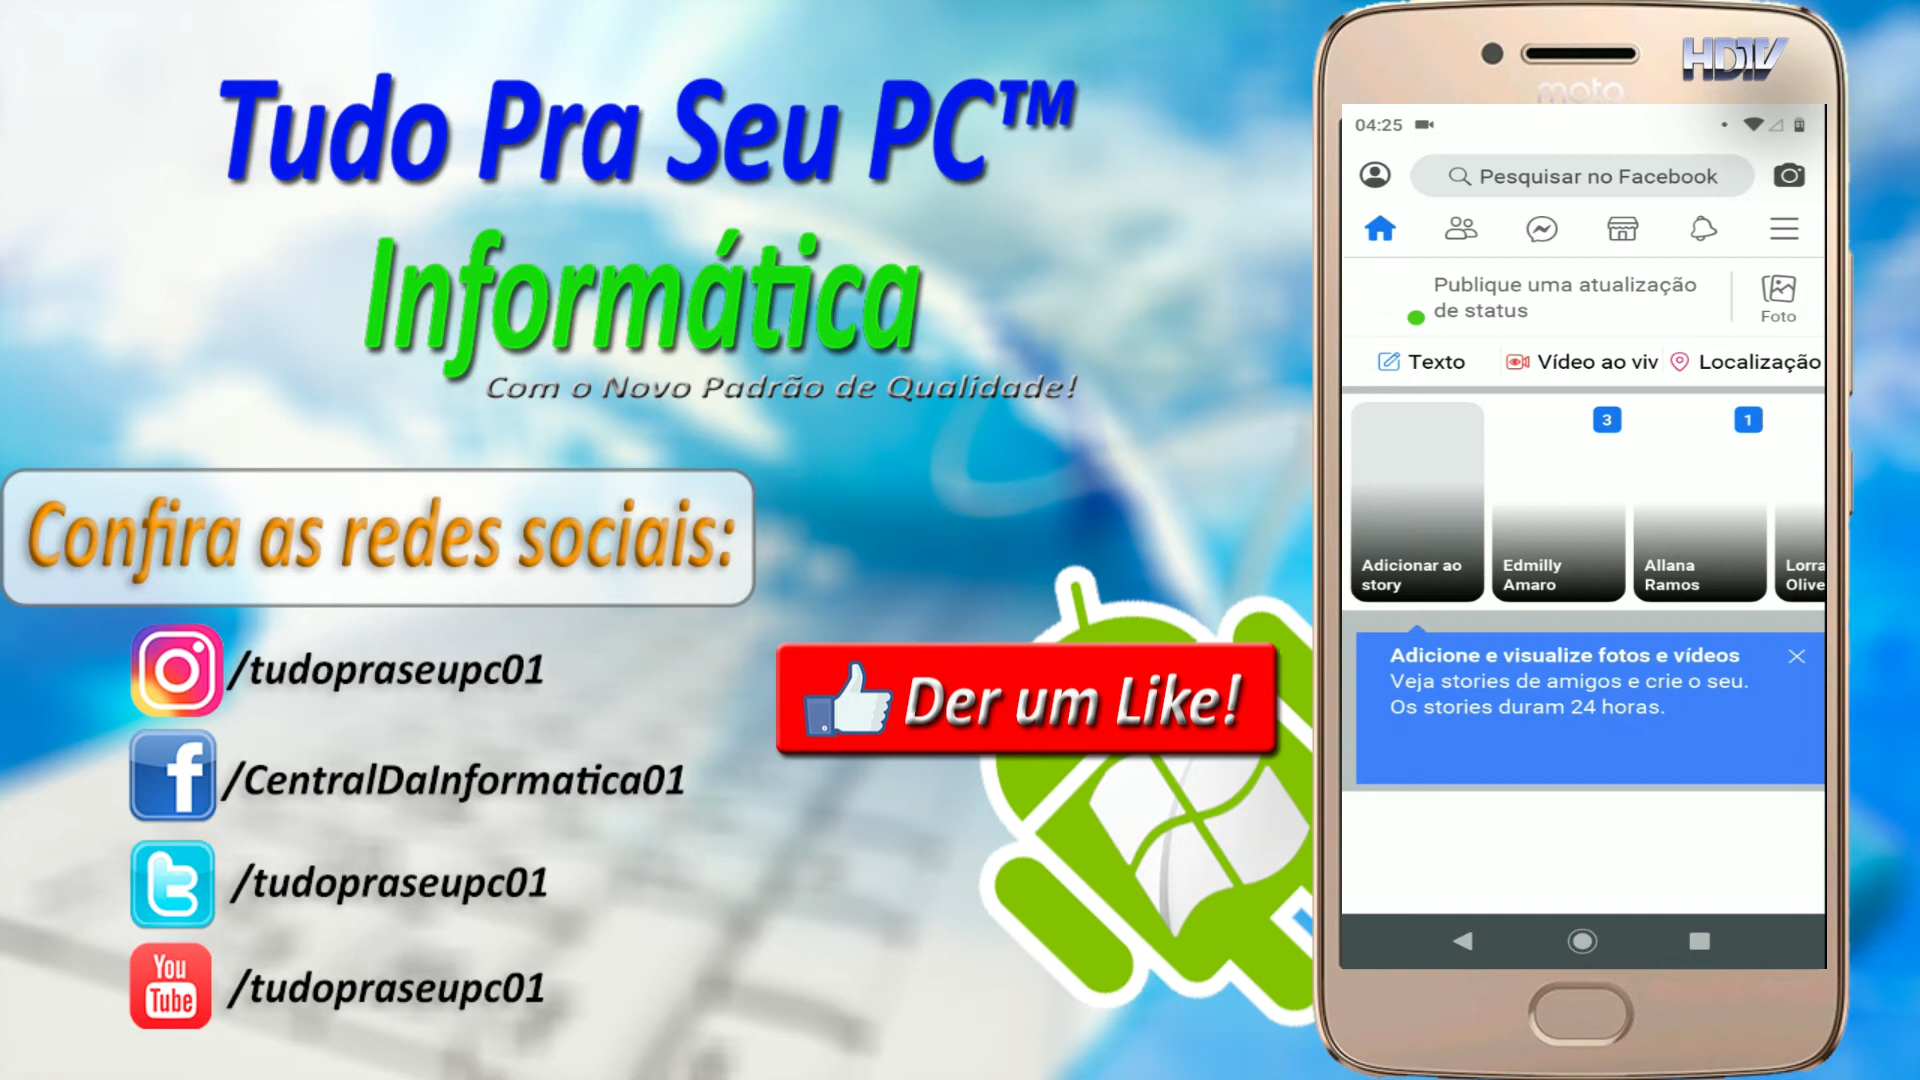 Tudo Pra Seu PC™
Informática
Com o Novo Padrão de Qualidade!
Confira as redes sociais:
/tudopraseupc01
f /CentralDaInformatica01
t /tudopraseupc01
You
Tube
/tudopraseupc01
Der um Like!
HDTV
moto
04:25
Pesquisar no Facebook
Publique uma atualização
de status
Foto
Texto
Vídeo ao viv
Localização
3
1
Adicionar ao
story
Edmilly
Amaro
Allana
Ramos
Lorra
Olive
Adicione e visualize fotos e vídeos
Veja stories de amigos e crie o seu.
Os stories duram 24 horas.